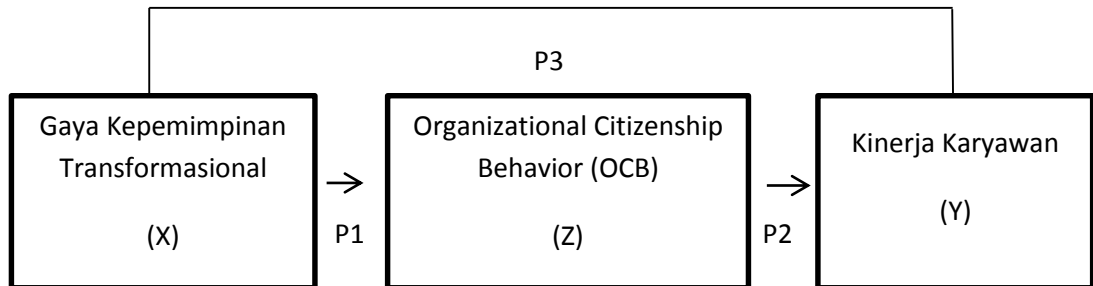 P3
Gaya Kepemimpinan
Transformasional
(X)
P1
Organizational Citizenship
Behavior (OCB)
(Z)
P2
Kinerja Karyawan
(Y)